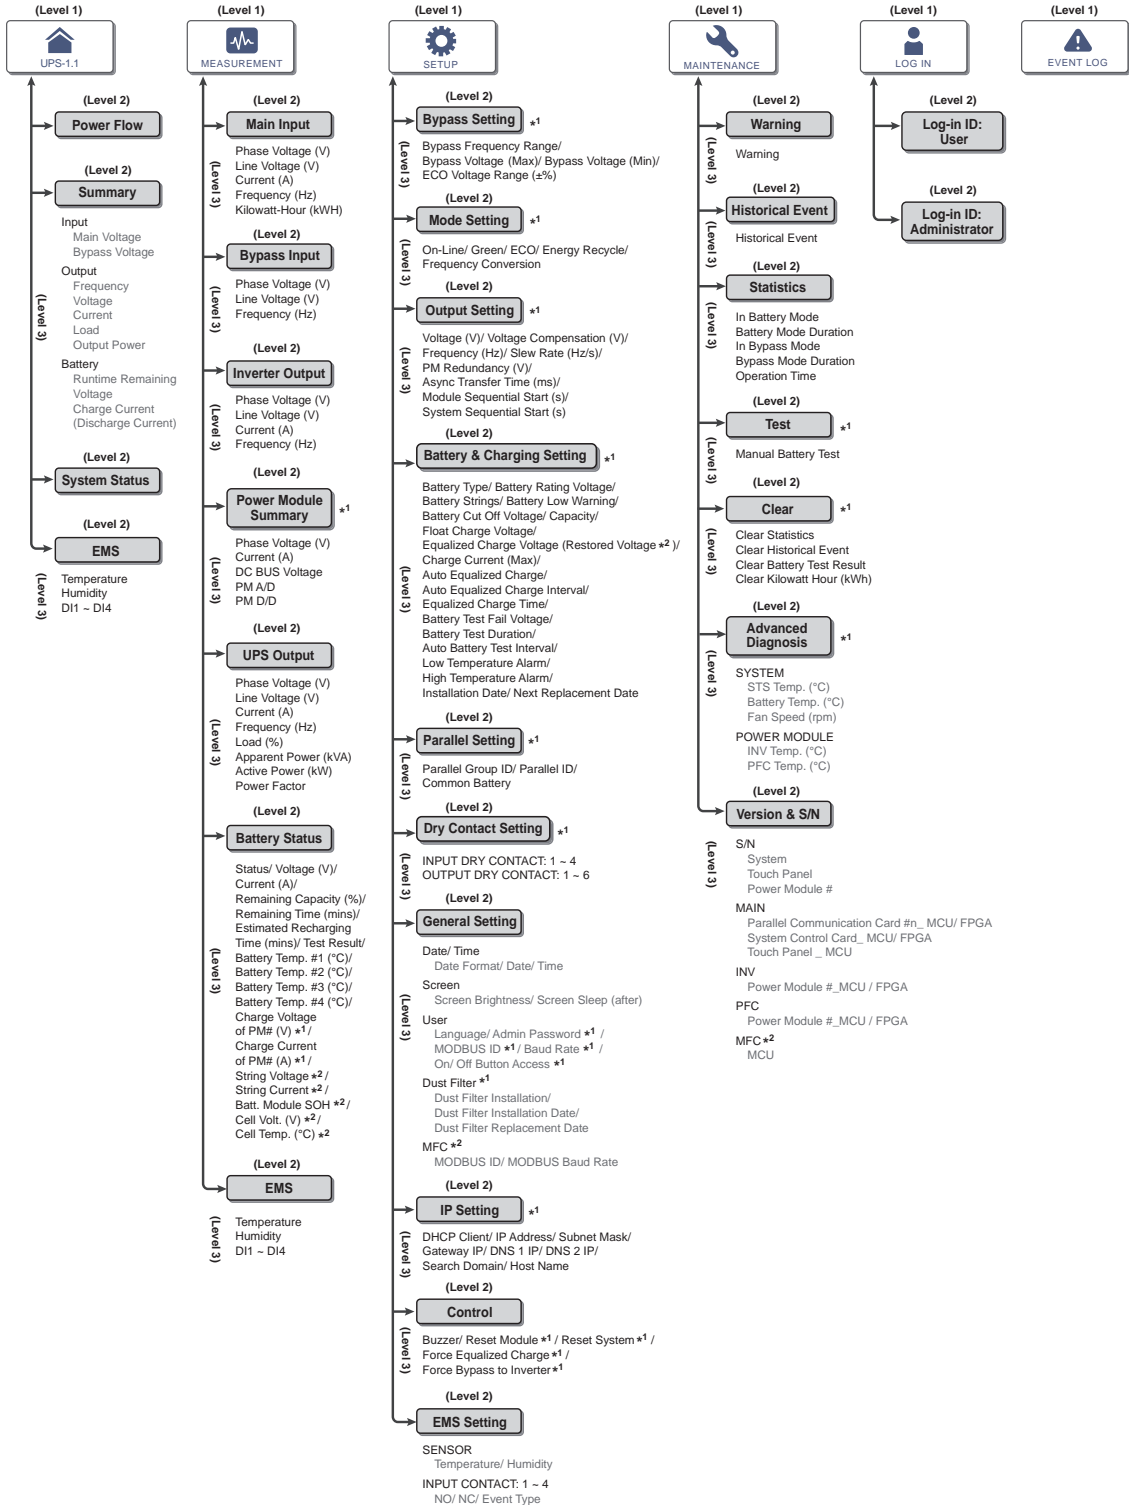 (Level 1)
UPS-1.1
(Level 2)
Power Flow
(Level 2)
Summary
(Level 3)
Input
Main Voltage
Bypass Voltage
Output
Frequency
Voltage
Current
Load
Output Power
Battery
Runtime Remaining
Voltage
Charge Current
(Discharge Current)
(Level 2)
System Status
(Level 2)
EMS
(Level 3)
Temperature
Humidity
DI1 ~ DI4
(Level 1)
MEASUREMENT
(Level 2)
Main Input
(Level 3)
Phase Voltage (V)
Line Voltage (V)
Current (A)
Frequency (Hz)
Kilowatt-Hour (kWH)
(Level 2)
Bypass Input
(Level 3)
Phase Voltage (V)
Line Voltage (V)
Frequency (Hz)
(Level 2)
Inverter Output
(Level 3)
Phase Voltage (V)
Line Voltage (V)
Current (A)
Frequency (Hz)
(Level 2)
Power Module
Summary *1
(Level 3)
Phase Voltage (V)
Current (A)
DC BUS Voltage
PM A/D
PM D/D
(Level 2)
UPS Output
(Level 3)
Phase Voltage (V)
Line Voltage (V)
Current (A)
Frequency (Hz)
Load (%)
Apparent Power (kVA)
Active Power (kW)
Power Factor
(Level 2)
Battery Status
(Level 3)
Status/ Voltage (V)/
Current (A)/
Remaining Capacity (%)/
Remaining Time (mins)/
Estimated Recharging
Time (mins)/ Test Result/
Battery Temp. #1 (°C)/
Battery Temp. #2 (°C)/
Battery Temp. #3 (°C)/
Battery Temp. #4 (°C)/
Charge Voltage
of PM# (V) *1 /
Charge Current
of PM# (A) *1 /
String Voltage *2 /
String Current *2 /
Batt. Module SOH *2 /
Cell Volt. (V) *2 /
Cell Temp. (°C) *2
(Level 2)
EMS
(Level 3)
Temperature
Humidity
DI1 ~ DI4
(Level 1)
SETUP
(Level 2)
Bypass Setting *1
(Level 3)
Bypass Frequency Range/
Bypass Voltage (Max)/ Bypass Voltage (Min)/
ECO Voltage Range (±%)
(Level 2)
Mode Setting *1
(Level 3)
On-Line/ Green/ ECO/ Energy Recycle/
Frequency Conversion
(Level 2)
Output Setting *1
(Level 3)
Voltage (V)/ Voltage Compensation (V)/
Frequency (Hz)/ Slew Rate (Hz/s)/
PM Redundancy (V)/
Async Transfer Time (ms)/
Module Sequential Start (s)/
System Sequential Start (s)
(Level 2)
Battery & Charging Setting *1
(Level 3)
Battery Type/ Battery Rating Voltage/
Battery Strings/ Battery Low Warning/
Battery Cut Off Voltage/ Capacity/
Float Charge Voltage/
Equalized Charge Voltage (Restored Voltage *2 )/
Charge Current (Max)/
Auto Equalized Charge/
Auto Equalized Charge Interval/
Equalized Charge Time/
Battery Test Fail Voltage/
Battery Test Duration/
Auto Battery Test Interval/
Low Temperature Alarm/
High Temperature Alarm/
Installation Date/ Next Replacement Date
(Level 2)
Parallel Setting *1
(Level 3)
Parallel Group ID/ Parallel ID/
Common Battery
(Level 2)
Dry Contact Setting *1
(Level 3)
INPUT DRY CONTACT: 1 ~ 4
OUTPUT DRY CONTACT: 1 ~ 6
(Level 2)
General Setting
(Level 3)
Date/ Time
Date Format/ Date/ Time
Screen
Screen Brightness/ Screen Sleep (after)
User
Language/ Admin Password *1 /
MODBUS ID *1 / Baud Rate *1 /
On/ Off Button Access *1
Dust Filter *1
Dust Filter Installation/
Dust Filter Installation Date/
Dust Filter Replacement Date
MFC *2
MODBUS ID/ MODBUS Baud Rate
(Level 2)
IP Setting *1
(Level 3)
DHCP Client/ IP Address/ Subnet Mask/
Gateway IP/ DNS 1 IP/ DNS 2 IP/
Search Domain/ Host Name
(Level 2)
Control
(Level 3)
Buzzer/ Reset Module *1 / Reset System *1 /
Force Equalized Charge *1 /
Force Bypass to Inverter *1
(Level 2)
EMS Setting
SENSOR
Temperature/ Humidity
INPUT CONTACT: 1 ~ 4
NO/ NC/ Event Type
(Level 1)
MAINTENANCE
(Level 2)
Warning
(Level 3)
Warning
(Level 2)
Historical Event
(Level 3)
Historical Event
(Level 2)
Statistics
(Level 3)
In Battery Mode
Battery Mode Duration
In Bypass Mode
Bypass Mode Duration
Operation Time
(Level 2)
Test *1
(Level 3)
Manual Battery Test
(Level 2)
Clear *1
(Level 3)
Clear Statistics
Clear Historical Event
Clear Battery Test Result
Clear Kilowatt Hour (kWh)
(Level 2)
Advanced
Diagnosis *1
(Level 3)
SYSTEM
STS Temp. (°C)
Battery Temp. (°C)
Fan Speed (rpm)
POWER MODULE
INV Temp. (°C)
PFC Temp. (°C)
(Level 2)
Version & S/N
(Level 3)
S/N
System
Touch Panel
Power Module #
MAIN
Parallel Communication Card #n_ MCU/ FPGA
System Control Card_ MCU/ FPGA
Touch Panel _ MCU
INV
Power Module #_MCU / FPGA
PFC
Power Module #_MCU / FPGA
MFC *2
MCU
(Level 1)
LOG IN
(Level 2)
Log-in ID:
User
(Level 2)
Log-in ID:
Administrator
(Level 1)
EVENT LOG